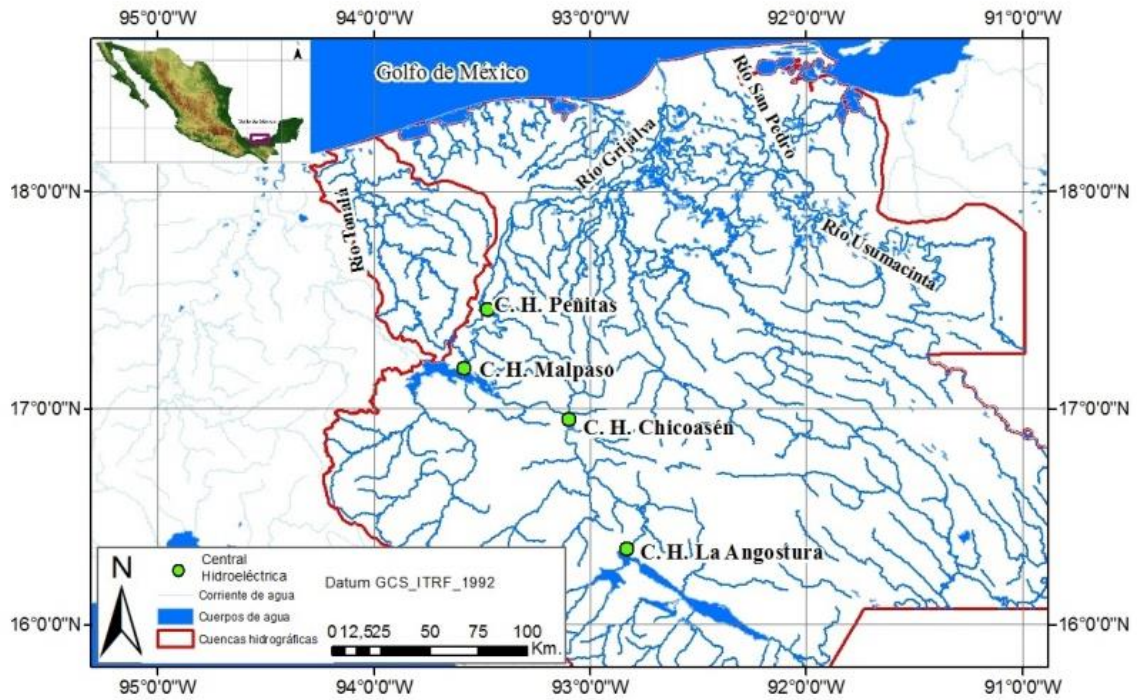 95°0'0"W 94°0'0"W 93°0'0"W 92°0'0"W 91°0'0"W
Golfo de México
Golfo de México
Río San Pedro
Río Grijalva
18°0'0"N 18°0'0"N
Río Tonalá
Río Usumacinta
C. H. Peñitas
C. H. Malpaso
17°0'0"N 17°0'0"N
C. H. Chicoasén
C. H. La Angostura
N
Central
Hidroeléctrica
Datum GCS_ITRF_1992
Corriente de agua
Cuerpos de agua
Cuencas hidrográficas
0 12,525 50 75 100
Km.
16°0'0"N 16°0'0"N
95°0'0"W 94°0'0"W 93°0'0"W 92°0'0"W 91°0'0"W